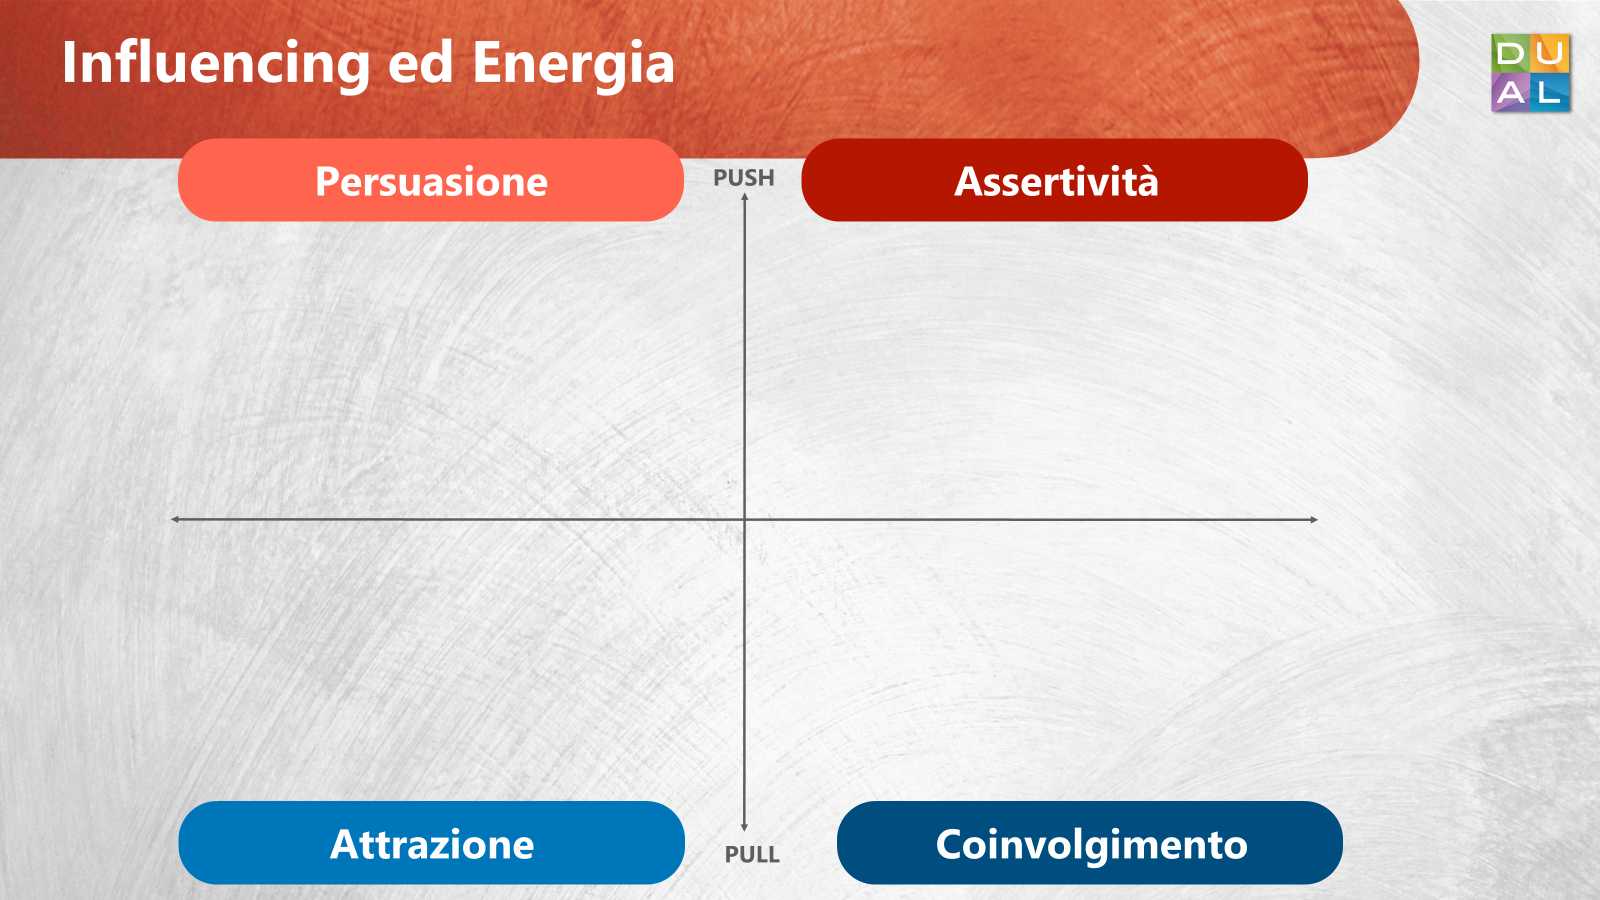 Influencing ed Energia
DU
AL
Persuasione
PUSH
Assertività
Attrazione
PULL
Coinvolgimento